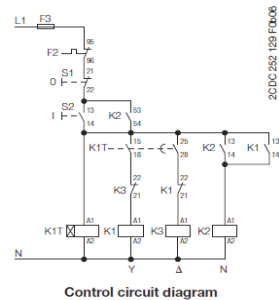 L1 F3
95
F2
96
21
S1
0
22
S2 13 K2 53
I 14 54
K1T 15 25 K2 13 K1 13
18 28 14 14
22 22
K3 K1
21 21
K1T A1 K1 A1 K3 A1 K2 A1
A2 A2 A2 A2
N
Y Δ N
Control circuit diagram
2CDC 252 129 F0b06